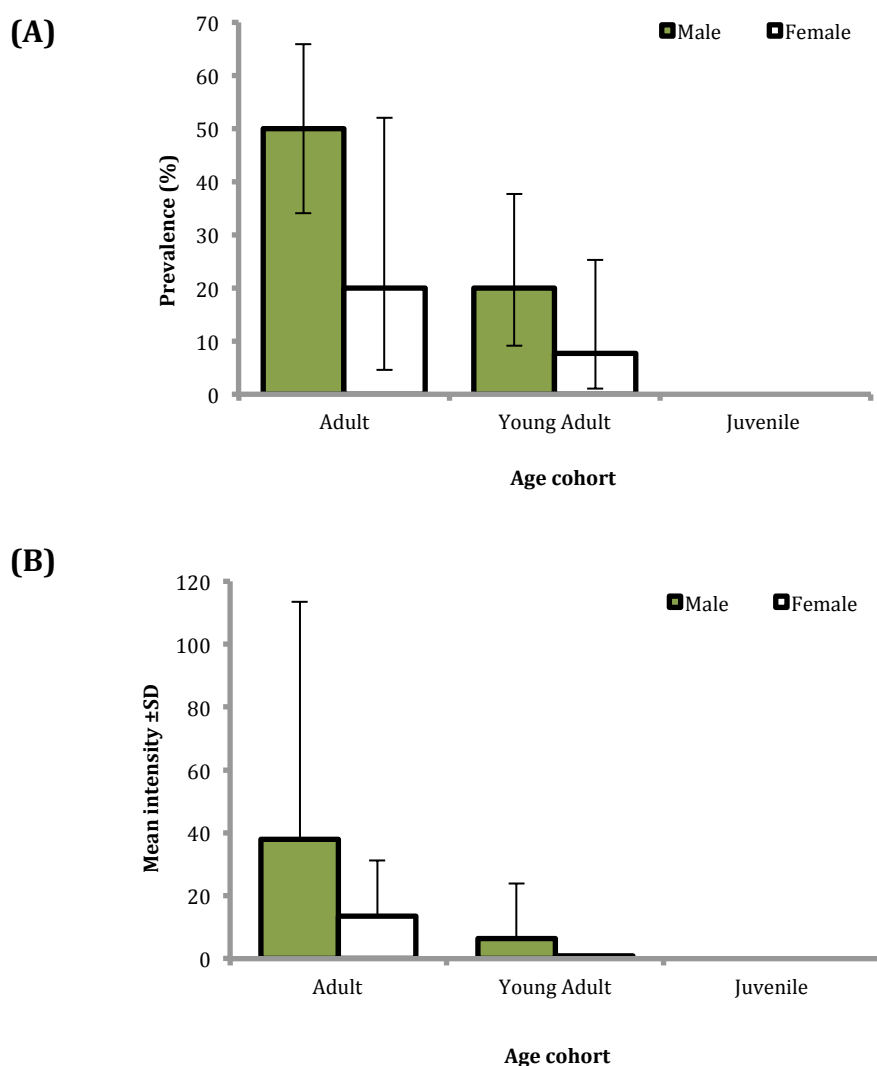 (A)
70
60
50
40
30
20
10
0
Prevalence (%)
Male Female
Adult Young Adult Juvenile
Age cohort
(B)
120
100
80
60
40
20
0
Mean intensity ±SD
Male Female
Adult Young Adult Juvenile
Age cohort